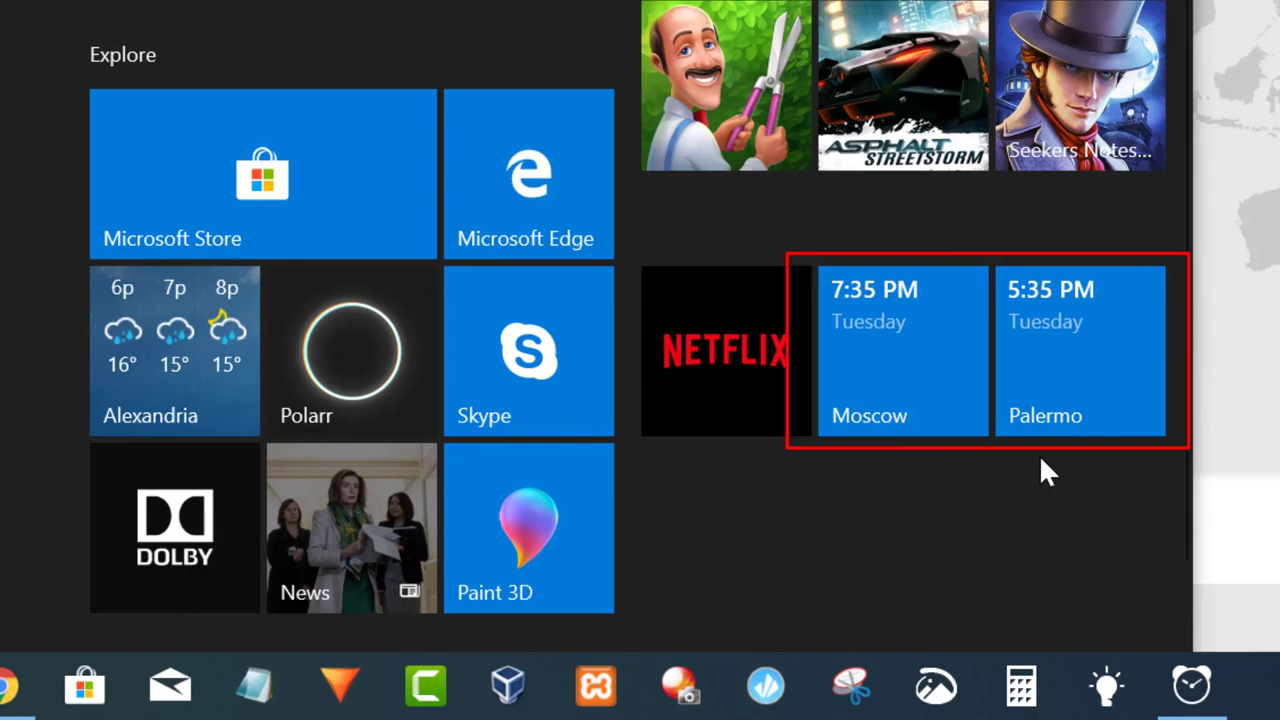 Explore
Microsoft Store
Microsoft Edge
6p 7p 8p
16° 15° 15°
Alexandria
Polarr
S
Skype
DOLBY
News
Paint 3D
ASPHALT
STREETSTORM
Seekers Notes...
NETFLIX
7:35 PM
Tuesday
Moscow
5:35 PM
Tuesday
Palermo